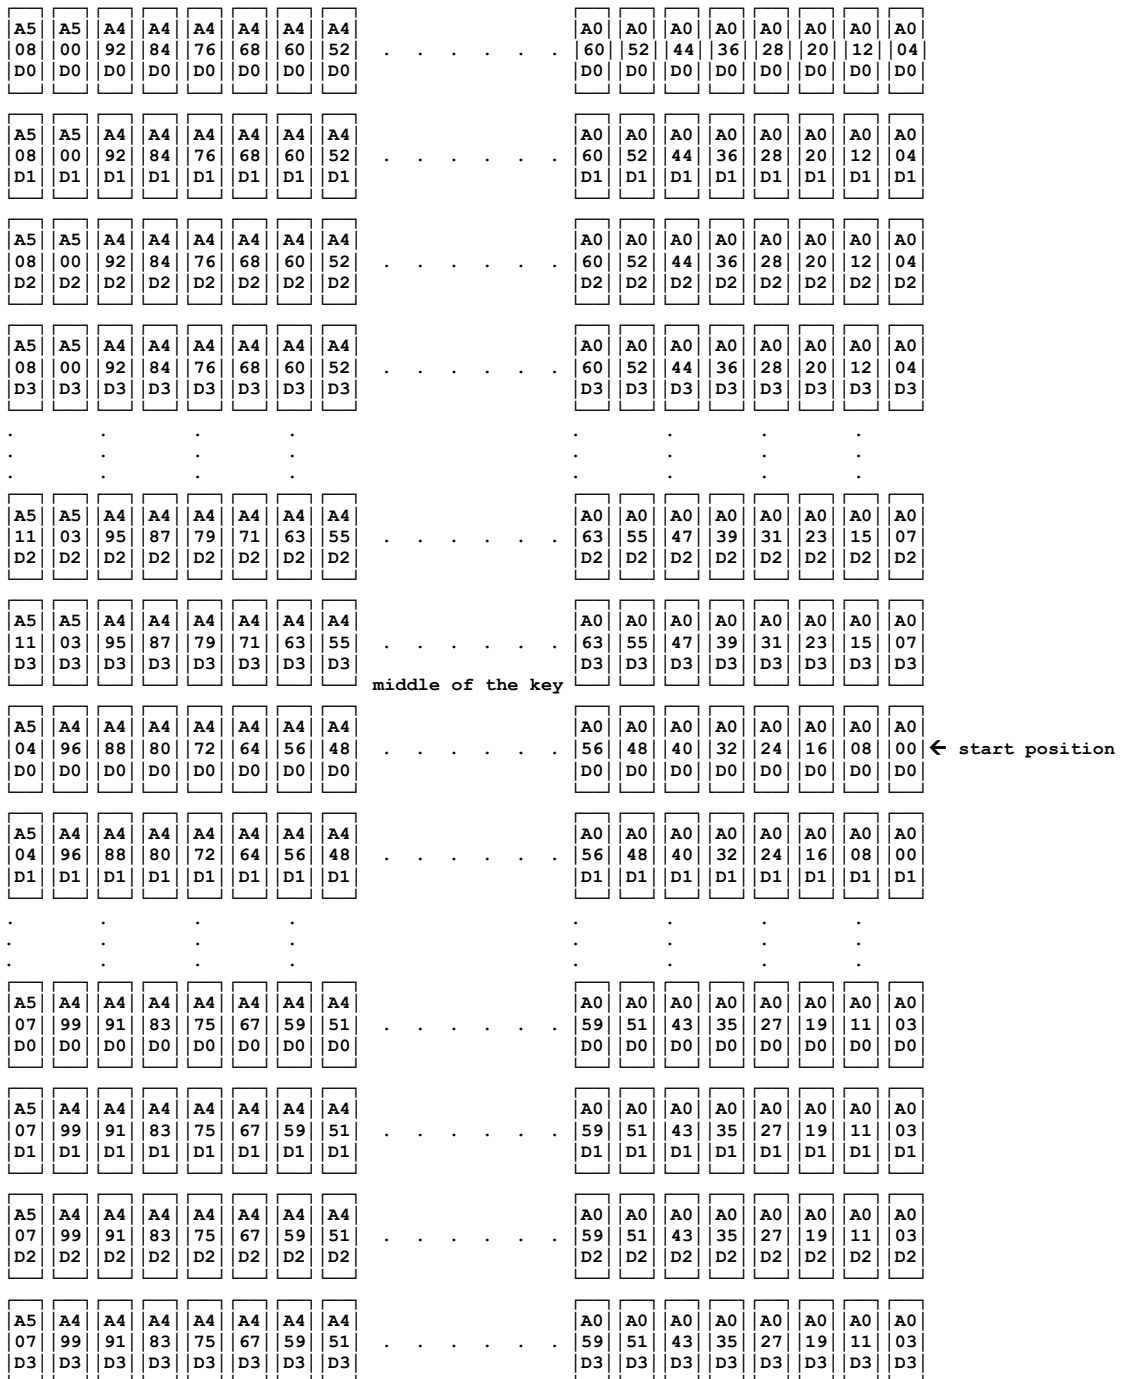 A5 A5 A4 A4 A4 A4 A4 A4 A0 A0 A0 A0 A0 A0 A0 A0
08 00 92 84 76 68 60 52 . . . . . . 60 52 44 36 28 20 12 04
D0 D0 D0 D0 D0 D0 D0 D0 D0 D0 D0 D0 D0 D0 D0 D0
A5 A5 A4 A4 A4 A4 A4 A4 A0 A0 A0 A0 A0 A0 A0 A0
08 00 92 84 76 68 60 52 . . . . . . 60 52 44 36 28 20 12 04
D1 D1 D1 D1 D1 D1 D1 D1 D1 D1 D1 D1 D1 D1 D1 D1
A5 A5 A4 A4 A4 A4 A4 A4 A0 A0 A0 A0 A0 A0 A0 A0
08 00 92 84 76 68 60 52 . . . . . . 60 52 44 36 28 20 12 04
D2 D2 D2 D2 D2 D2 D2 D2 D2 D2 D2 D2 D2 D2 D2 D2
A5 A5 A4 A4 A4 A4 A4 A4 A0 A0 A0 A0 A0 A0 A0 A0
08 00 92 84 76 68 60 52 . . . . . . 60 52 44 36 28 20 12 04
D3 D3 D3 D3 D3 D3 D3 D3 D3 D3 D3 D3 D3 D3 D3 D3
. . . . . . . .
. . . . . . . .
. . . . . . . .
A5 A5 A4 A4 A4 A4 A4 A4 A0 A0 A0 A0 A0 A0 A0 A0
11 03 95 87 79 71 63 55 . . . . . . 63 55 47 39 31 23 15 07
D2 D2 D2 D2 D2 D2 D2 D2 D2 D2 D2 D2 D2 D2 D2 D2
A5 A5 A4 A4 A4 A4 A4 A4 A0 A0 A0 A0 A0 A0 A0 A0
11 03 95 87 79 71 63 55 . . . . . . 63 55 47 39 31 23 15 07
D3 D3 D3 D3 D3 D3 D3 D3 D3 D3 D3 D3 D3 D3 D3 D3
middle of the key
A5 A4 A4 A4 A4 A4 A4 A4 A0 A0 A0 A0 A0 A0 A0 A0
04 96 88 80 72 64 56 48 . . . . . . 56 48 40 32 24 16 08 00 ← start position
D0 D0 D0 D0 D0 D0 D0 D0 D0 D0 D0 D0 D0 D0 D0 D0
A5 A4 A4 A4 A4 A4 A4 A4 A0 A0 A0 A0 A0 A0 A0 A0
04 96 88 80 72 64 56 48 . . . . . . 56 48 40 32 24 16 08 00
D1 D1 D1 D1 D1 D1 D1 D1 D1 D1 D1 D1 D1 D1 D1 D1
. . . . . . . .
. . . . . . . .
. . . . . . . .
A5 A4 A4 A4 A4 A4 A4 A4 A0 A0 A0 A0 A0 A0 A0 A0
07 99 91 83 75 67 59 51 . . . . . . 59 51 43 35 27 19 11 03
D0 D0 D0 D0 D0 D0 D0 D0 D0 D0 D0 D0 D0 D0 D0 D0
A5 A4 A4 A4 A4 A4 A4 A4 A0 A0 A0 A0 A0 A0 A0 A0
07 99 91 83 75 67 59 51 . . . . . . 59 51 43 35 27 19 11 03
D1 D1 D1 D1 D1 D1 D1 D1 D1 D1 D1 D1 D1 D1 D1 D1
A5 A4 A4 A4 A4 A4 A4 A4 A0 A0 A0 A0 A0 A0 A0 A0
07 99 91 83 75 67 59 51 . . . . . . 59 51 43 35 27 19 11 03
D2 D2 D2 D2 D2 D2 D2 D2 D2 D2 D2 D2 D2 D2 D2 D2
A5 A4 A4 A4 A4 A4 A4 A4 A0 A0 A0 A0 A0 A0 A0 A0
07 99 91 83 75 67 59 51 . . . . . . 59 51 43 35 27 19 11 03
D3 D3 D3 D3 D3 D3 D3 D3 D3 D3 D3 D3 D3 D3 D3 D3